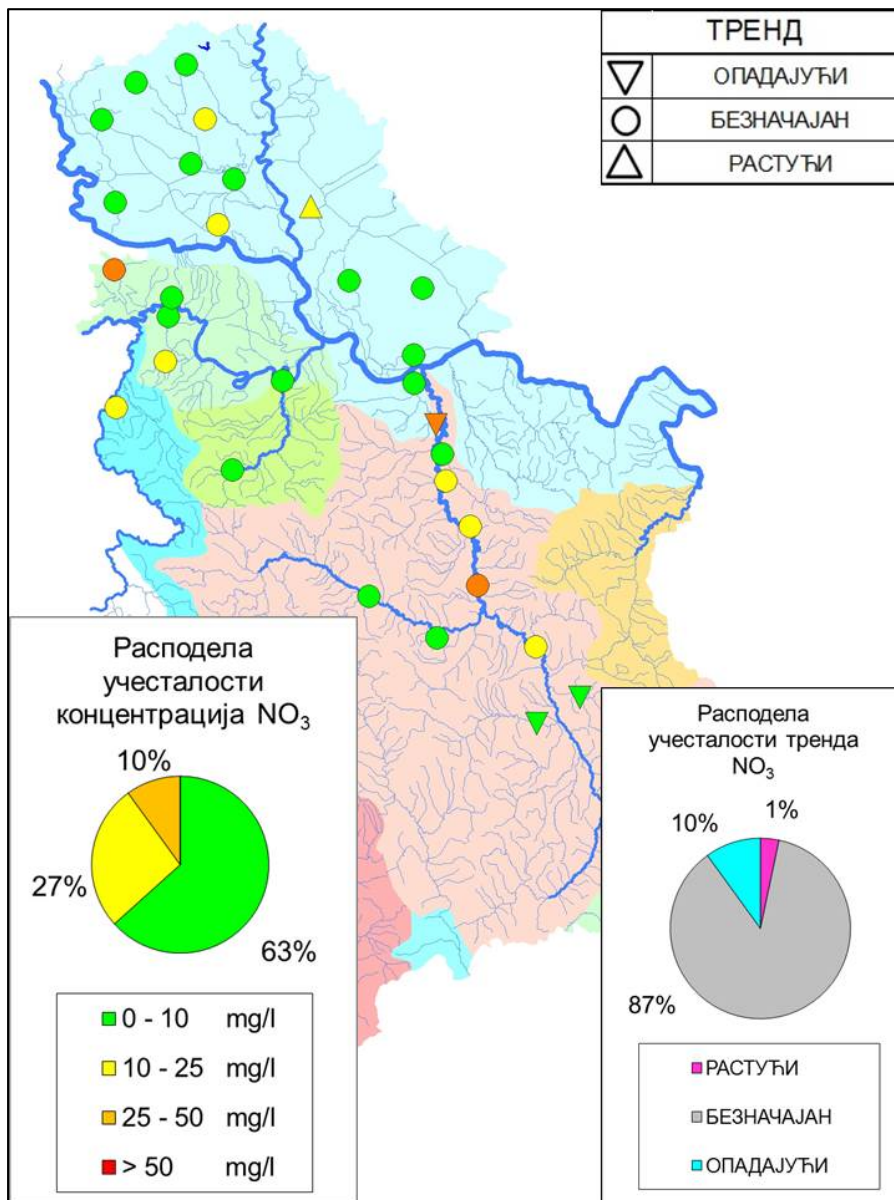 ТРЕНД
ОПАДАЈУЋИ
БЕЗНАЧАЈАН
РАСТУЋИ
Расподела
учесталости
концентрација NO₃
10%
27%
63%
0 - 10 mg/l
10 - 25 mg/l
25 - 50 mg/l
> 50 mg/l
Расподела
учесталости тренда
NO₃
1%
10%
87%
РАСТУЋИ
БЕЗНАЧАЈАН
ОПАДАЈУЋИ